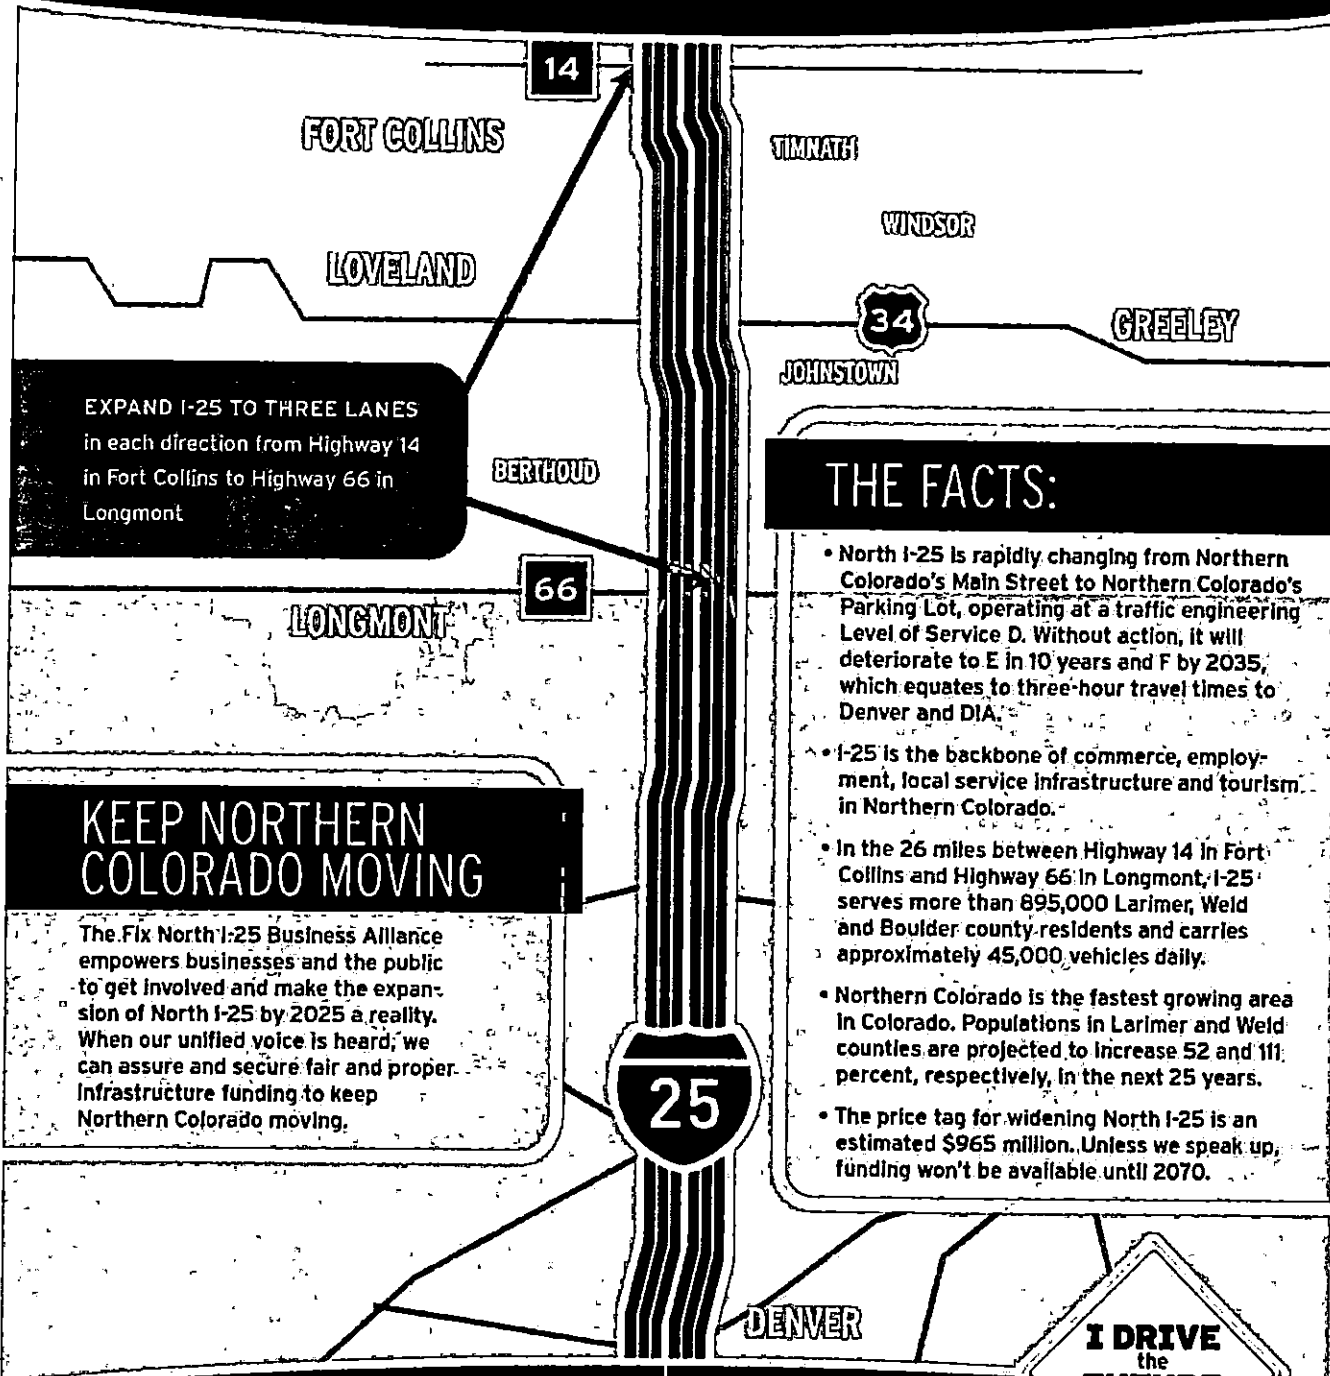 14
FORT COLLINS
TIMNATH
WINDSOR
LOVELAND
34
GREELEY
JOHNSTOWN
EXPAND I-25 TO THREE LANES
in each direction from Highway 14
in Fort Collins to Highway 66 in
Longmont
BERTHOUD
66
LONGMONT
THE FACTS:
• North I-25 is rapidly changing from Northern
Colorado's Main Street to Northern Colorado's
Parking Lot, operating at a traffic engineering
Level of Service D. Without action, it will
deteriorate to E in 10 years and F by 2035,
which equates to three-hour travel times to
Denver and DIA.
• I-25 is the backbone of commerce, employ-
ment, local service infrastructure and tourism
in Northern Colorado.
• In the 26 miles between Highway 14 in Fort
Collins and Highway 66 in Longmont, I-25
serves more than 895,000 Larimer, Weld
and Boulder county residents and carries
approximately 45,000 vehicles daily.
• Northern Colorado is the fastest growing area
in Colorado. Populations in Larimer and Weld
counties are projected to increase 52 and 111
percent, respectively, in the next 25 years.
• The price tag for widening North I-25 is an
estimated $965 million. Unless we speak up,
funding won't be available until 2070.
KEEP NORTHERN
COLORADO MOVING
The Fix North I-25 Business Alliance
empowers businesses and the public
to get involved and make the expan-
sion of North I-25 by 2025 a reality.
When our unified voice is heard, we
can assure and secure fair and proper
infrastructure funding to keep
Northern Colorado moving.
25
DENVER
I DRIVE
the